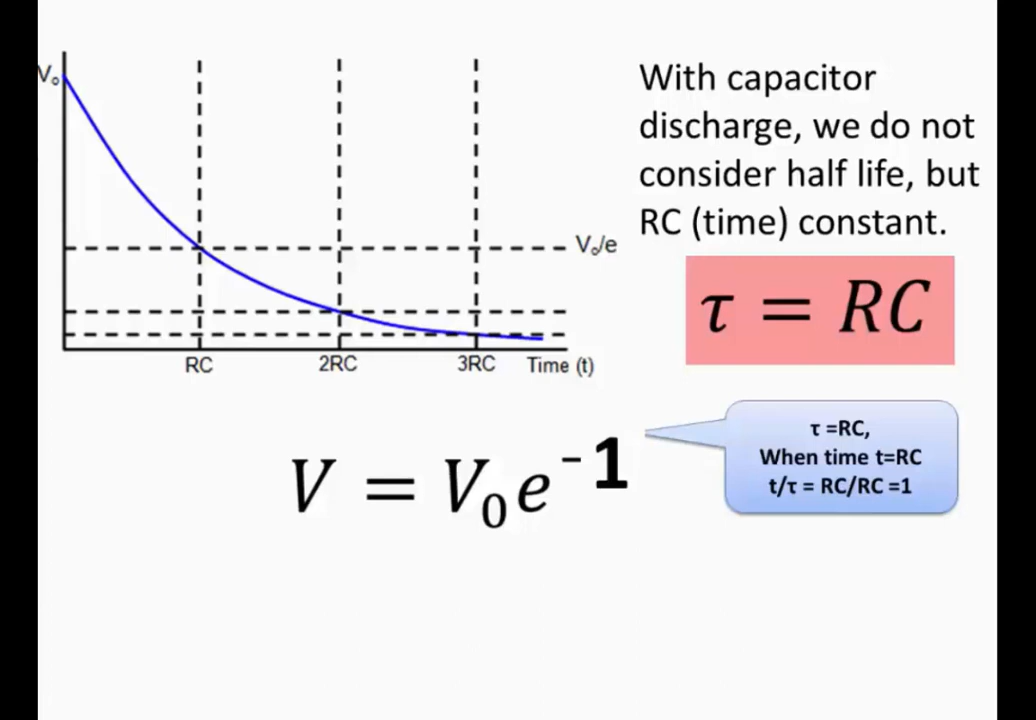 V₀
With capacitor
discharge, we do not
consider half life, but
RC (time) constant.
V₀/e
τ = RC
RC 2RC 3RC Time (t)
τ =RC,
When time t=RC
t/τ = RC/RC =1
V = V₀e⁻¹